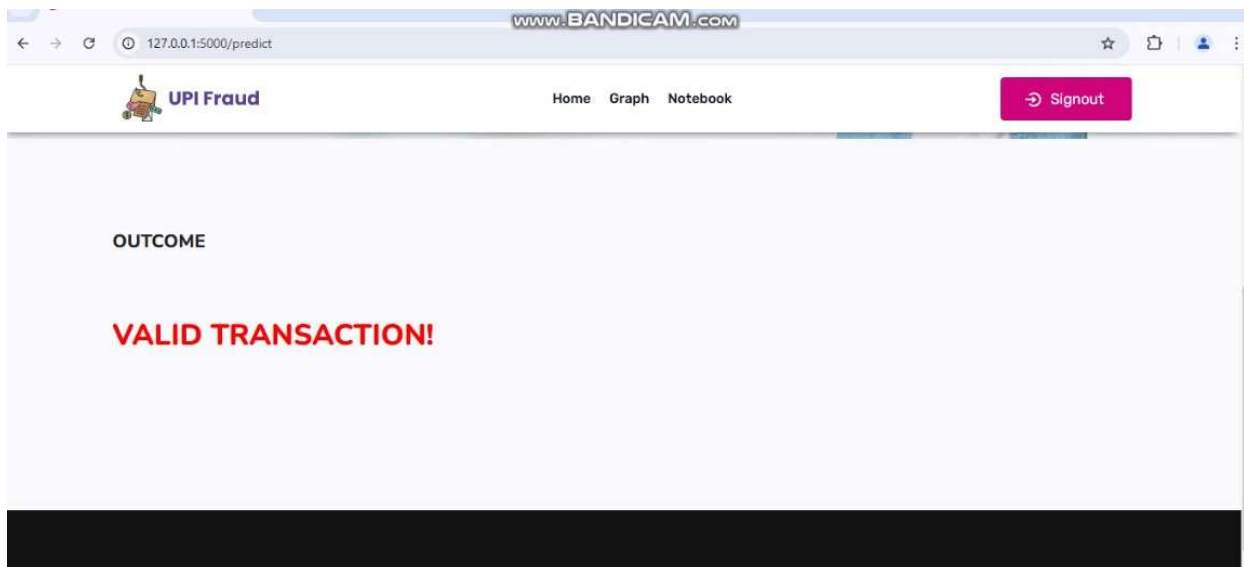 www.BANDICAM.com
127.0.0.1:5000/predict
UPI Fraud
Home Graph Notebook
Signout
OUTCOME
VALID TRANSACTION!